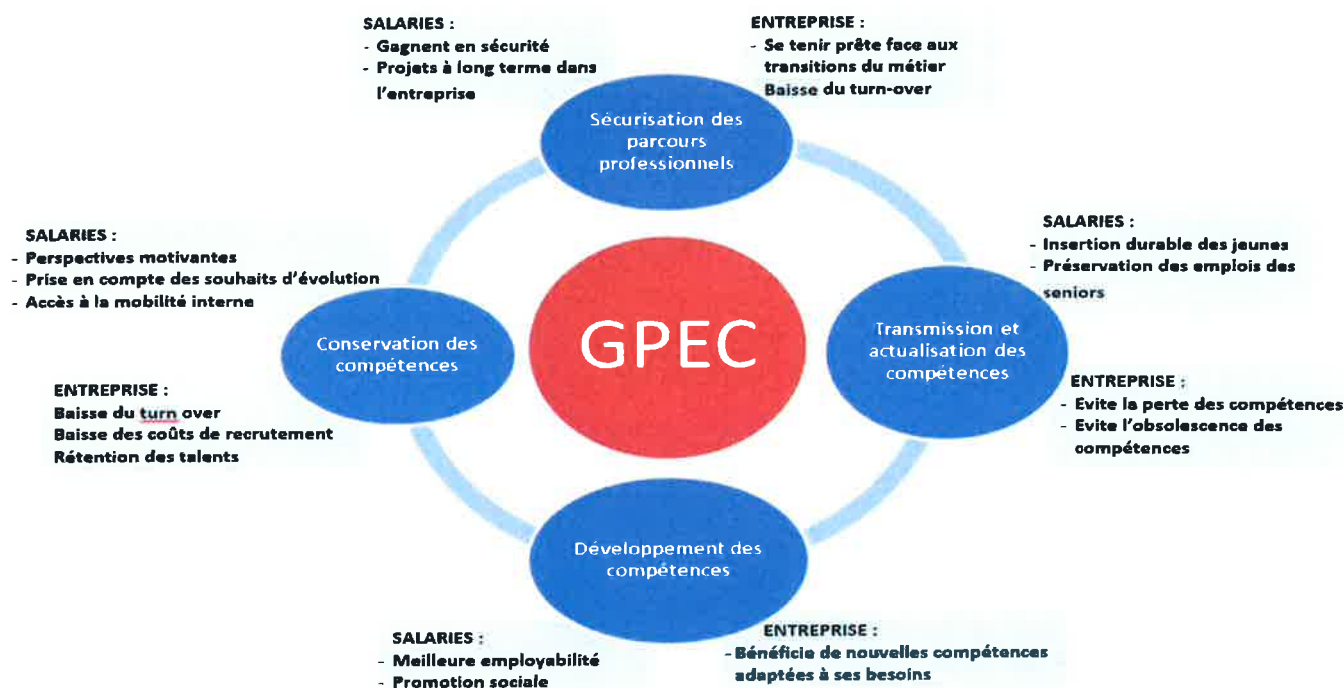 SALARIES :
- Gagnent en sécurité
- Projets à long terme dans
l'entreprise
ENTREPRISE :
- Se tenir prête face aux
transitions du métier
Baisse du turn-over
Sécurisation des
parcours
professionnels
SALARIES :
- Perspectives motivantes
- Prise en compte des souhaits d'évolution
- Accès à la mobilité interne
SALARIES :
- Insertion durable des jeunes
- Préservation des emplois des
seniors
Conservation des
compétences
GPEC
Transmission et
actualisation des
compétences
ENTREPRISE :
Baisse du turn over
Baisse des coûts de recrutement
Rétention des talents
ENTREPRISE :
- Evite la perte des compétences
- Evite l'obsolescence des
compétences
Développement des
compétences
SALARIES :
- Meilleure employabilité
- Promotion sociale
ENTREPRISE :
- Bénéficie de nouvelles compétences
adaptées à ses besoins